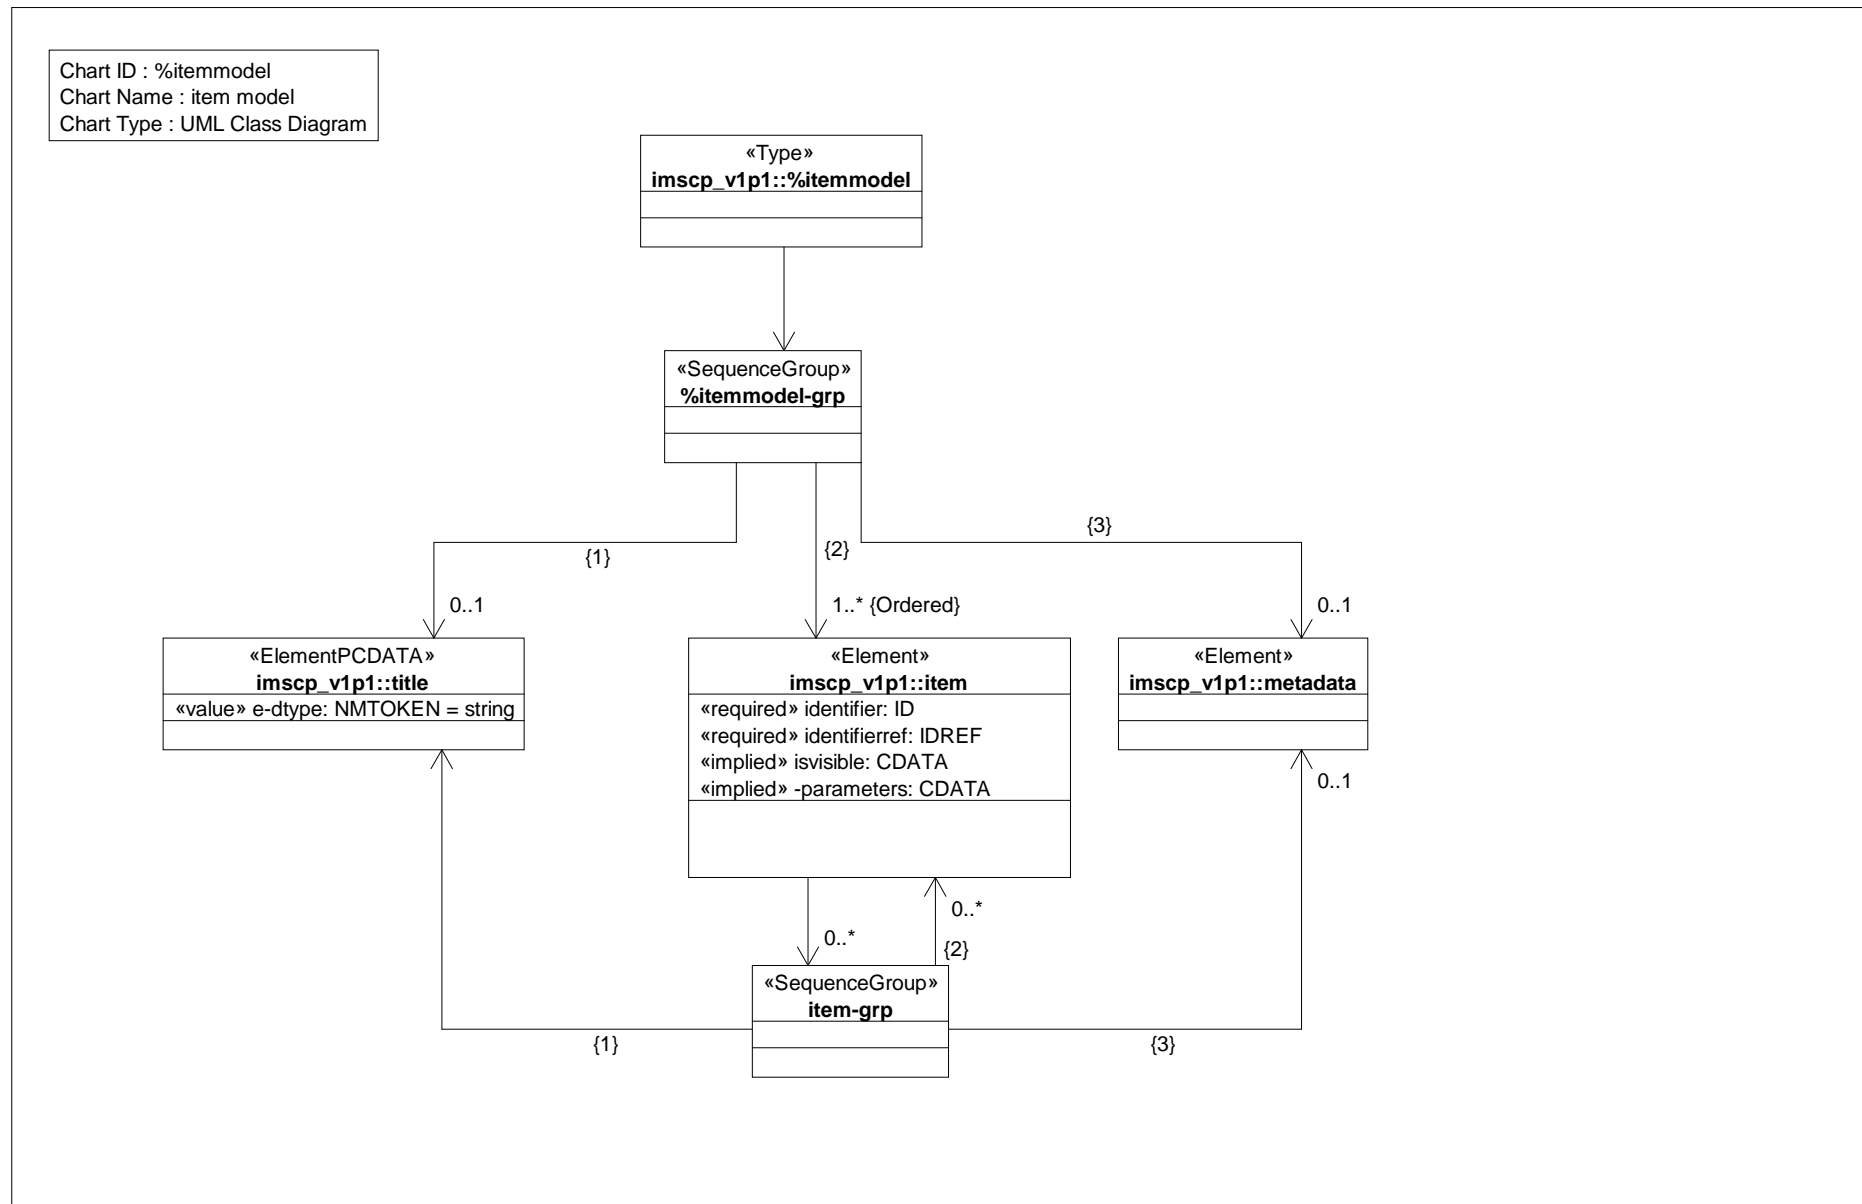 Chart ID : %itemmodel
Chart Name : item model
Chart Type : UML Class Diagram
«Type»
imscp_v1p1::%itemmodel
«SequenceGroup»
%itemmodel-grp
{1}
{2}
{3}
0..1
1..* {Ordered}
0..1
«ElementPCDATA»
imscp_v1p1::title
«value» e-dtype: NMTOKEN = string
«Element»
imscp_v1p1::item
«required» identifier: ID
«required» identifierref: IDREF
«implied» isvisible: CDATA
«implied» -parameters: CDATA
«Element»
imscp_v1p1::metadata
0..1
0..*
0..*
{2}
«SequenceGroup»
item-grp
{1}
{3}